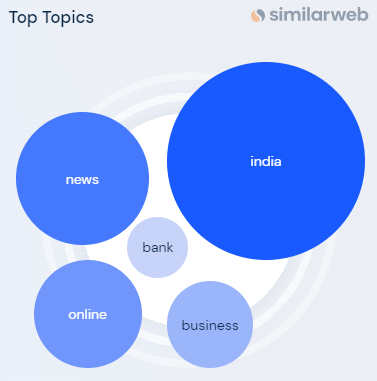 Top Topics
similarweb
india
news
bank
online
business